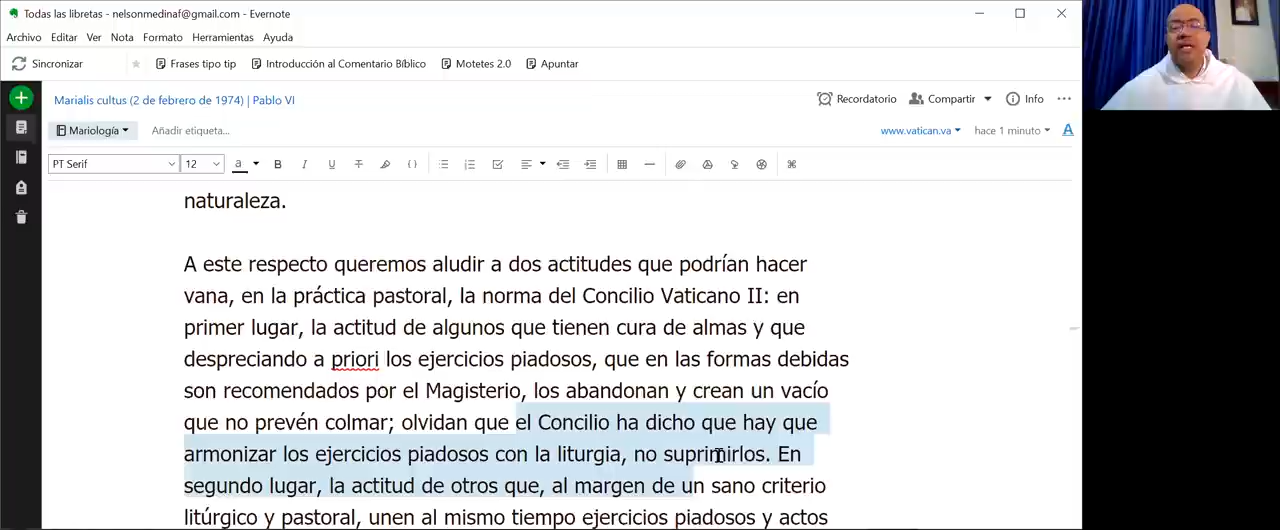 Todas las libretas - nelsonmedinaf@gmail.com - Evernote
Archivo Editar Ver Nota Formato Herramientas Ayuda
Sincronizar Frases tipo tip Introducción al Comentario Bíblico Motetes 2.0 Apuntar
Marialis cultus (2 de febrero de 1974) | Pablo VI Recordatorio Compartir Info
Mariología Añadir etiqueta... www.vatican.va hace 1 minuto A
PT Serif 12 a B I U T
naturaleza.
A este respecto queremos aludir a dos actitudes que podrían hacer
vana, en la práctica pastoral, la norma del Concilio Vaticano II: en
primer lugar, la actitud de algunos que tienen cura de almas y que
despreciando a priori los ejercicios piadosos, que en las formas debidas
son recomendados por el Magisterio, los abandonan y crean un vacío
que no prevén colmar; olvidan que el Concilio ha dicho que hay que
armonizar los ejercicios piadosos con la liturgia, no suprimirlos. En
segundo lugar, la actitud de otros que, al margen de un sano criterio
litúrgico y pastoral, unen al mismo tiempo ejercicios piadosos y actos